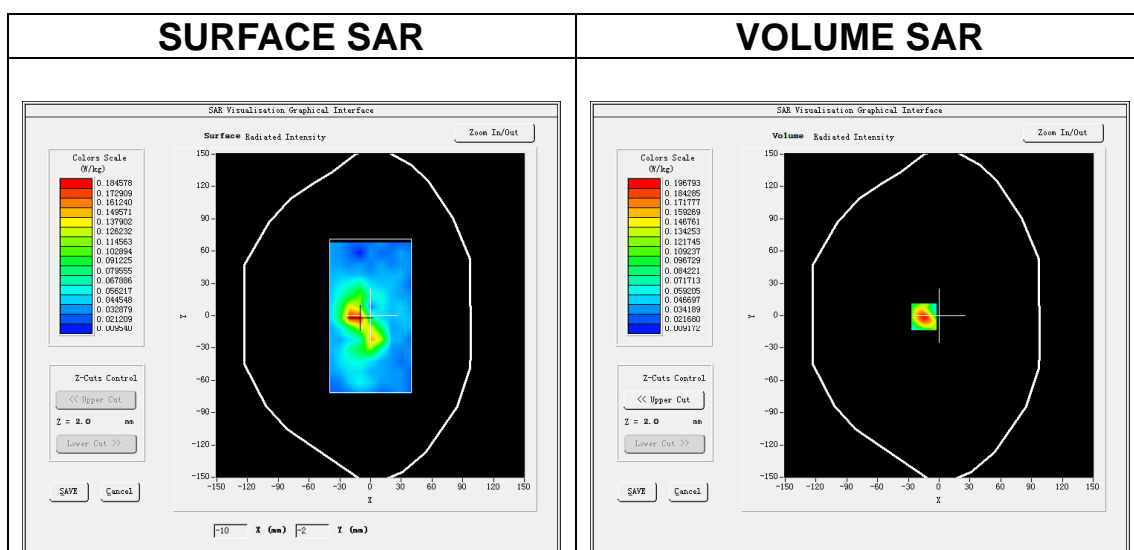 SURFACE SAR
VOLUME SAR
SAR Visualisation Graphical Interface
Surface Radiated Intensity
Zoom In/Out
Colors Scale
(W/kg)
0.184578
0.172909
0.161240
0.149571
0.137902
0.126232
0.114563
0.102894
0.091225
0.079555
0.067886
0.056217
0.044548
0.032879
0.021209
0.009540
Z-Cuts Control
<< Upper Cut
Z = 2.0 mm
Lower Cut >>
SAVE
Cancel
150
120
90
60
30
0
-30
-60
-90
-120
-150
Y
-150 -120 -90 -60 -30 0 30 60 90 120 150
X
-10 X (mm) -2 Y (mm)
SAR Visualisation Graphical Interface
Volume Radiated Intensity
Zoom In/Out
Colors Scale
(W/kg)
0.196793
0.184285
0.171777
0.159269
0.146761
0.134253
0.121745
0.109237
0.096729
0.084221
0.071713
0.059205
0.046697
0.034189
0.021680
0.009172
Z-Cuts Control
<< Upper Cut
Z = 2.0 mm
Lower Cut >>
SAVE
Cancel
150
120
90
60
30
0
-30
-60
-90
-120
-150
Y
-150 -120 -90 -60 -30 0 30 60 90 120 150
X